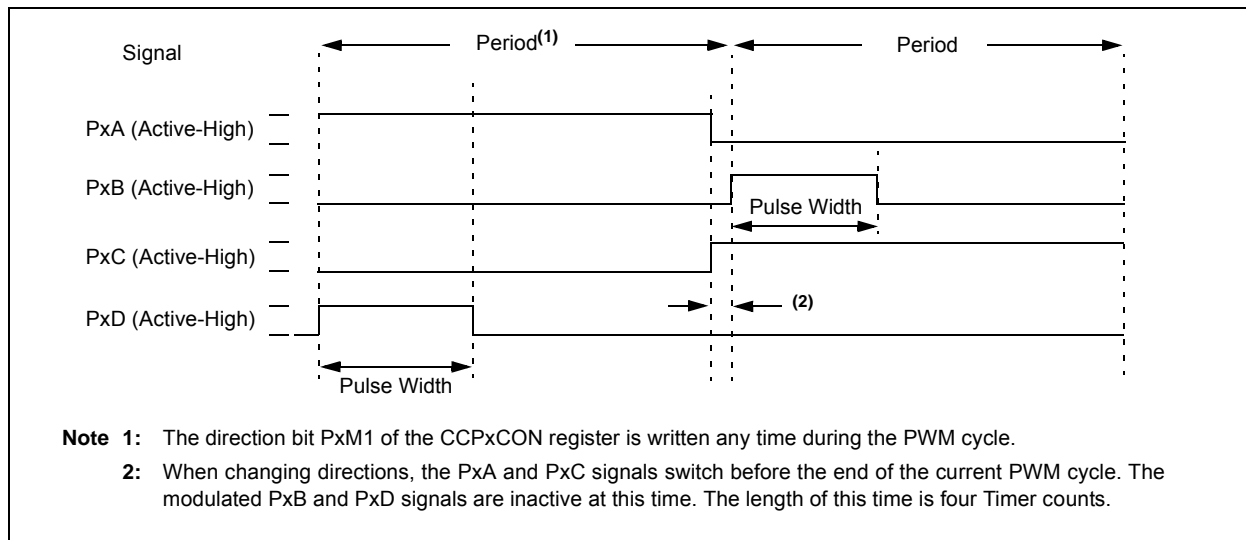 Signal
Period(1)
Period
PxA (Active-High)
PxB (Active-High)
Pulse Width
PxC (Active-High)
(2)
PxD (Active-High)
Pulse Width
Note 1: The direction bit PxM1 of the CCPxCON register is written any time during the PWM cycle.
2: When changing directions, the PxA and PxC signals switch before the end of the current PWM cycle. The
modulated PxB and PxD signals are inactive at this time. The length of this time is four Timer counts.